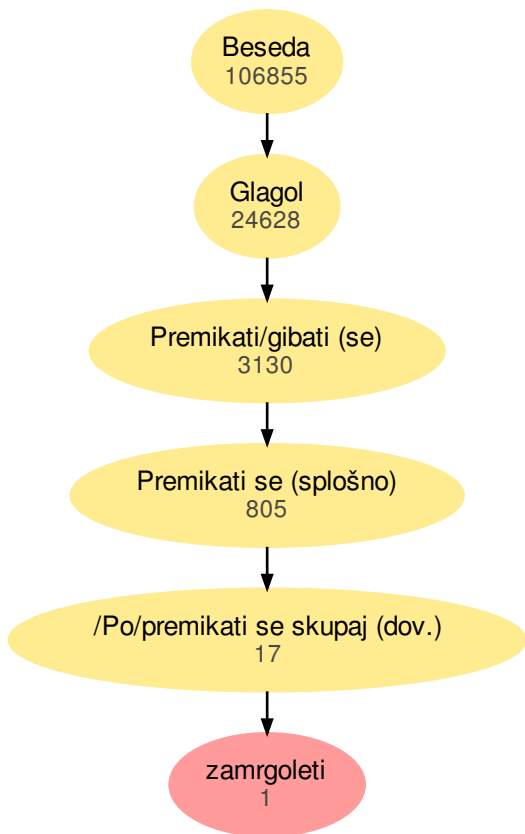 Beseda
106855
Glagol
24628
Premikati/gibati (se)
3130
Premikati se (splošno)
805
/Po/premikati se skupaj (dov.)
17
zamrgoleti
1